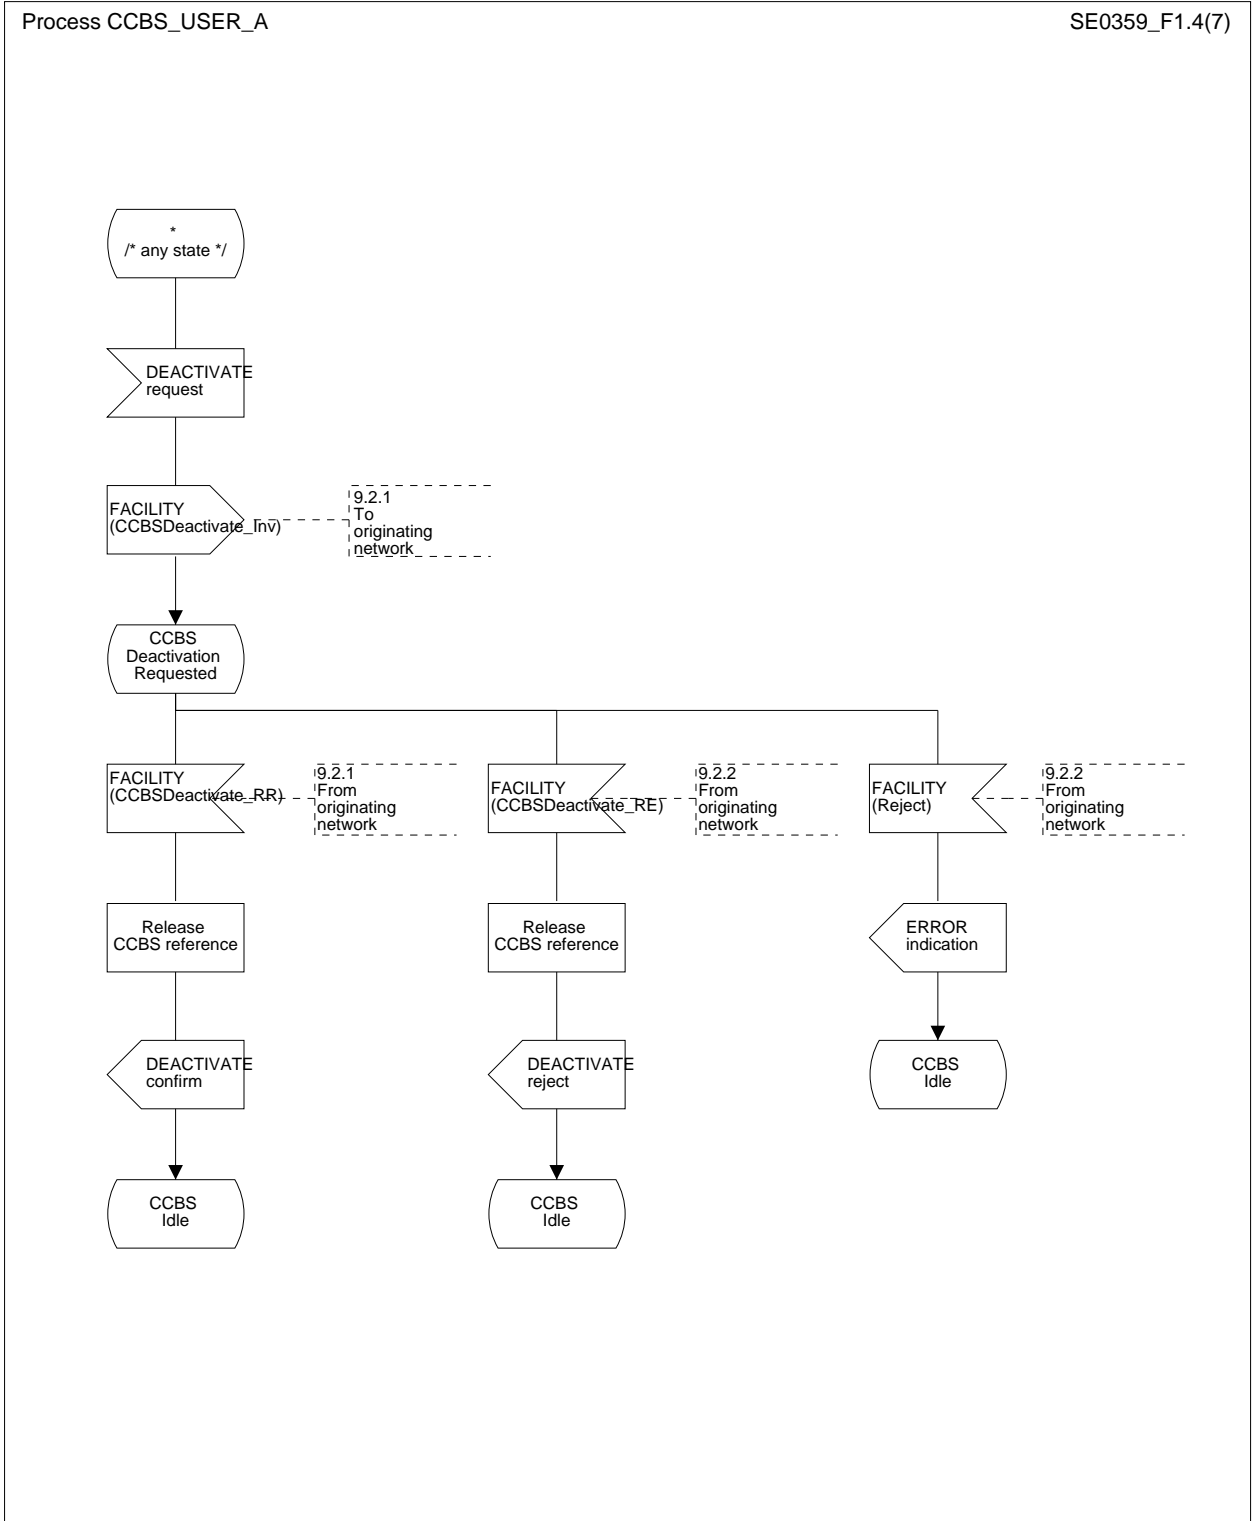 Process CCBS_USER_A
SE0359_F1.4(7)
*
/* any state */
DEACTIVATE
request
FACILITY
(CCBSDeactivate_Inv)
9.2.1
To
originating
network
CCBS
Deactivation
Requested
FACILITY
(CCBSDeactivate_RR)
9.2.1
From
originating
network
FACILITY
(CCBSDeactivate_RE)
9.2.2
From
originating
network
FACILITY
(Reject)
9.2.2
From
originating
network
Release
CCBS reference
Release
CCBS reference
ERROR
indication
DEACTIVATE
confirm
DEACTIVATE
reject
CCBS
Idle
CCBS
Idle
CCBS
Idle